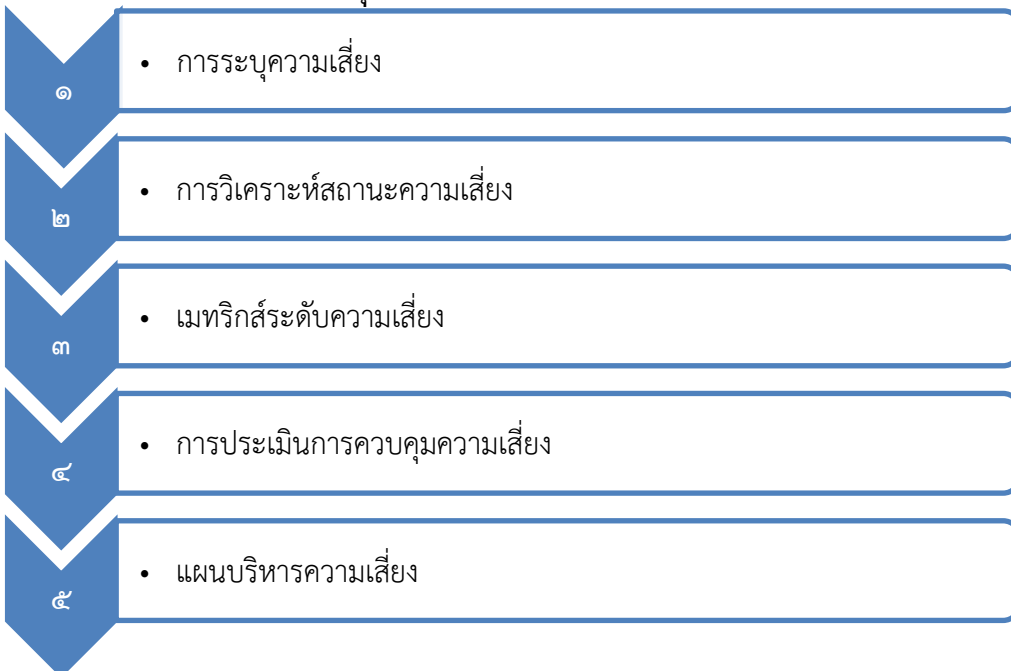 ๑
• การระบุความเสี่ยง
๒
• การวิเคราะห์สถานะความเสี่ยง
๓
• เมทริกส์ระดับความเสี่ยง
๔
• การประเมินการควบคุมความเสี่ยง
๕
• แผนบริหารความเสี่ยง